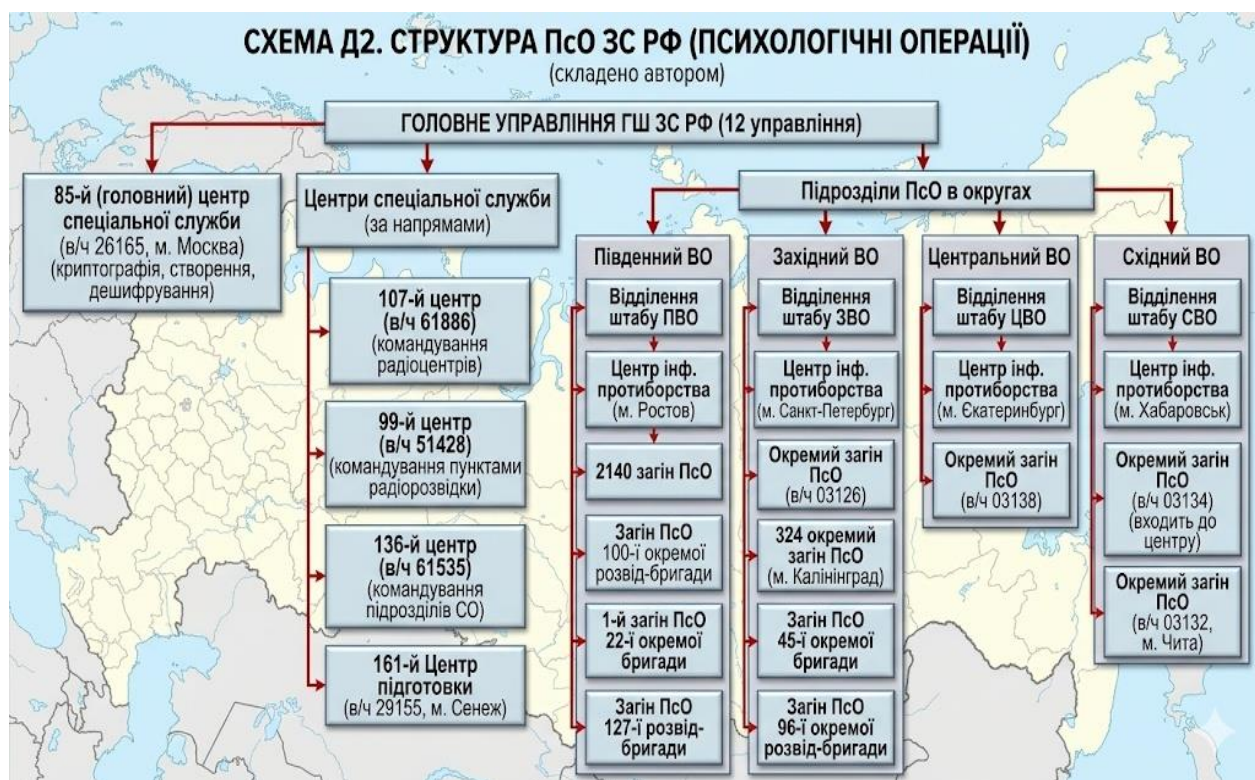 СХЕМА Д2. СТРУКТУРА ПсО ЗС РФ (ПСИХОЛОГІЧНІ ОПЕРАЦІЇ)
(складено автором)
ГОЛОВНЕ УПРАВЛІННЯ ГШ ЗС РФ (12 управління)
85-й (головний) центр
спеціальної служби
(в/ч 26165, м. Москва)
(криптографія, створення,
дешифрування)
Центри спеціальної служби
(за напрямами)
107-й центр
(в/ч 61886)
(командування
радіоцентрів)
99-й центр
(в/ч 51428)
(командування пунктами
радіорозвідки)
136-й центр
(в/ч 61535)
(командування
підрозділів СО)
161-й Центр
підготовки
(в/ч 29155, м. Сенеж)
Підрозділи ПсО в округах
Південний ВО
Відділення
штабу ПВО
Центр інф.
протиборства
(м. Ростов)
2140 загін ПсО
Загін ПсО
100-ї окремої
розвід-бригади
1-й загін ПсО
22-ї окремої
бригади
Загін ПсО
127-ї розвід-
бригади
Західний ВО
Відділення
штабу ЗВО
Центр інф.
протиборства
(м. Санкт-Петербург)
Окремий загін
ПсО
(в/ч 03126)
324 окремий
загін ПсО
(м. Калінінград)
Загін ПсО
45-ї окремої
бригади
Загін ПсО
96-ї окремої
розвід-бригади
Центральний ВО
Відділення
штабу ЦВО
Центр інф.
протиборства
(м. Єкатеринбург)
Окремий загін
ПсО
(в/ч 03138)
Східний ВО
Відділення
штабу СВО
Центр інф.
протиборства
(м. Хабаровськ)
Окремий загін
ПсО
(в/ч 03134)
(входить до
центру)
Окремий загін
ПсО
(в/ч 03132,
м. Чита)